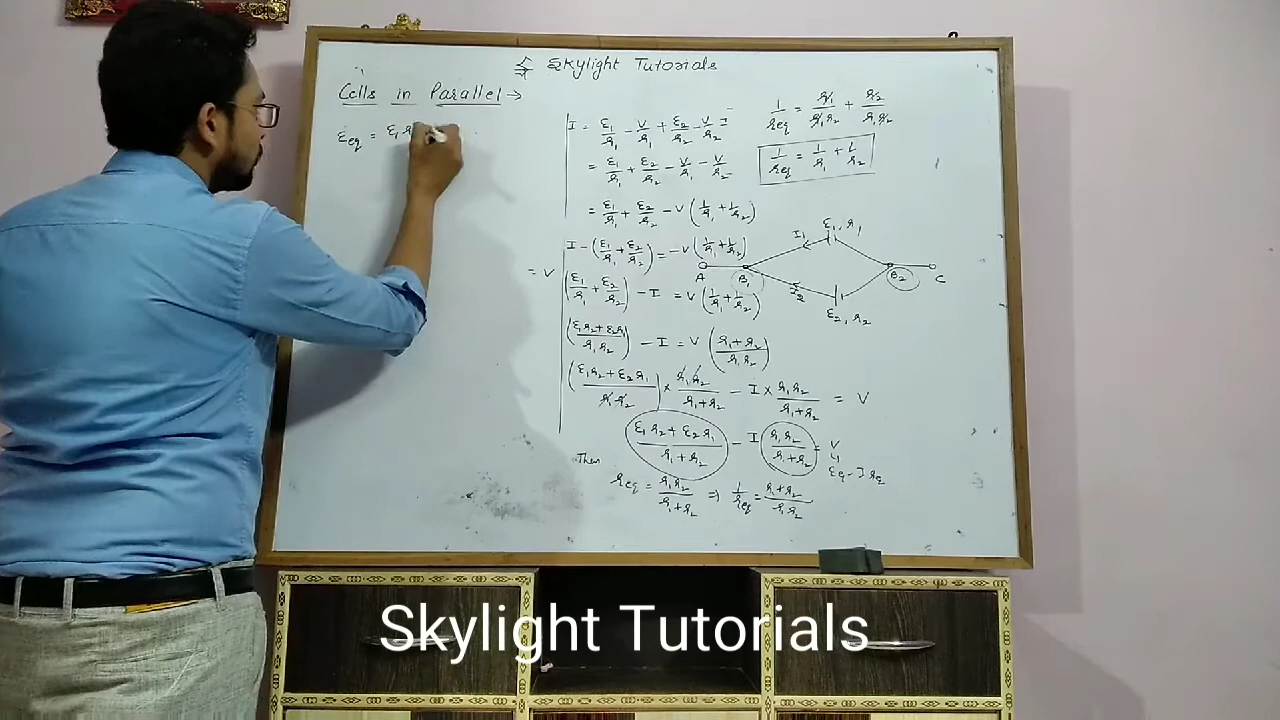 Skylight Tutorials
Cells in Parallel →
εeq = ε₁ r
I = ε₁/r₁ - V/r₁ + ε₂/r₂ - V/r₂
= ε₁/r₁ + ε₂/r₂ - V/r₁ - V/r₂
= ε₁/r₁ + ε₂/r₂ - V (1/r₁ + 1/r₂)
I - (ε₁/r₁ + ε₂/r₂) = -V (1/r₁ + 1/r₂)
= V
(ε₁/r₁ + ε₂/r₂) - I = V (1/r₁ + 1/r₂)
(ε₁r₂ + ε₂r₁/r₁r₂) - I = V (r₁ + r₂/r₁r₂)
(ε₁r₂ + ε₂r₁/r₁r₂) × r₁r₂/r₁+r₂ - I × r₁r₂/r₁+r₂ = V
ε₁r₂ + ε₂r₁/r₁+r₂ - I r₁r₂/r₁+r₂ = V
εeq - I req
Then
req = r₁r₂/r₁+r₂ ⇒ 1/req = r₁+r₂/r₁r₂
1/req = r₁/r₁r₂ + r₂/r₁r₂
1/req = 1/r₁ + 1/r₂
ε₁, r₁
I₁
A B₁ B₂ C
I₂
ε₂, r₂
Skylight Tutorials